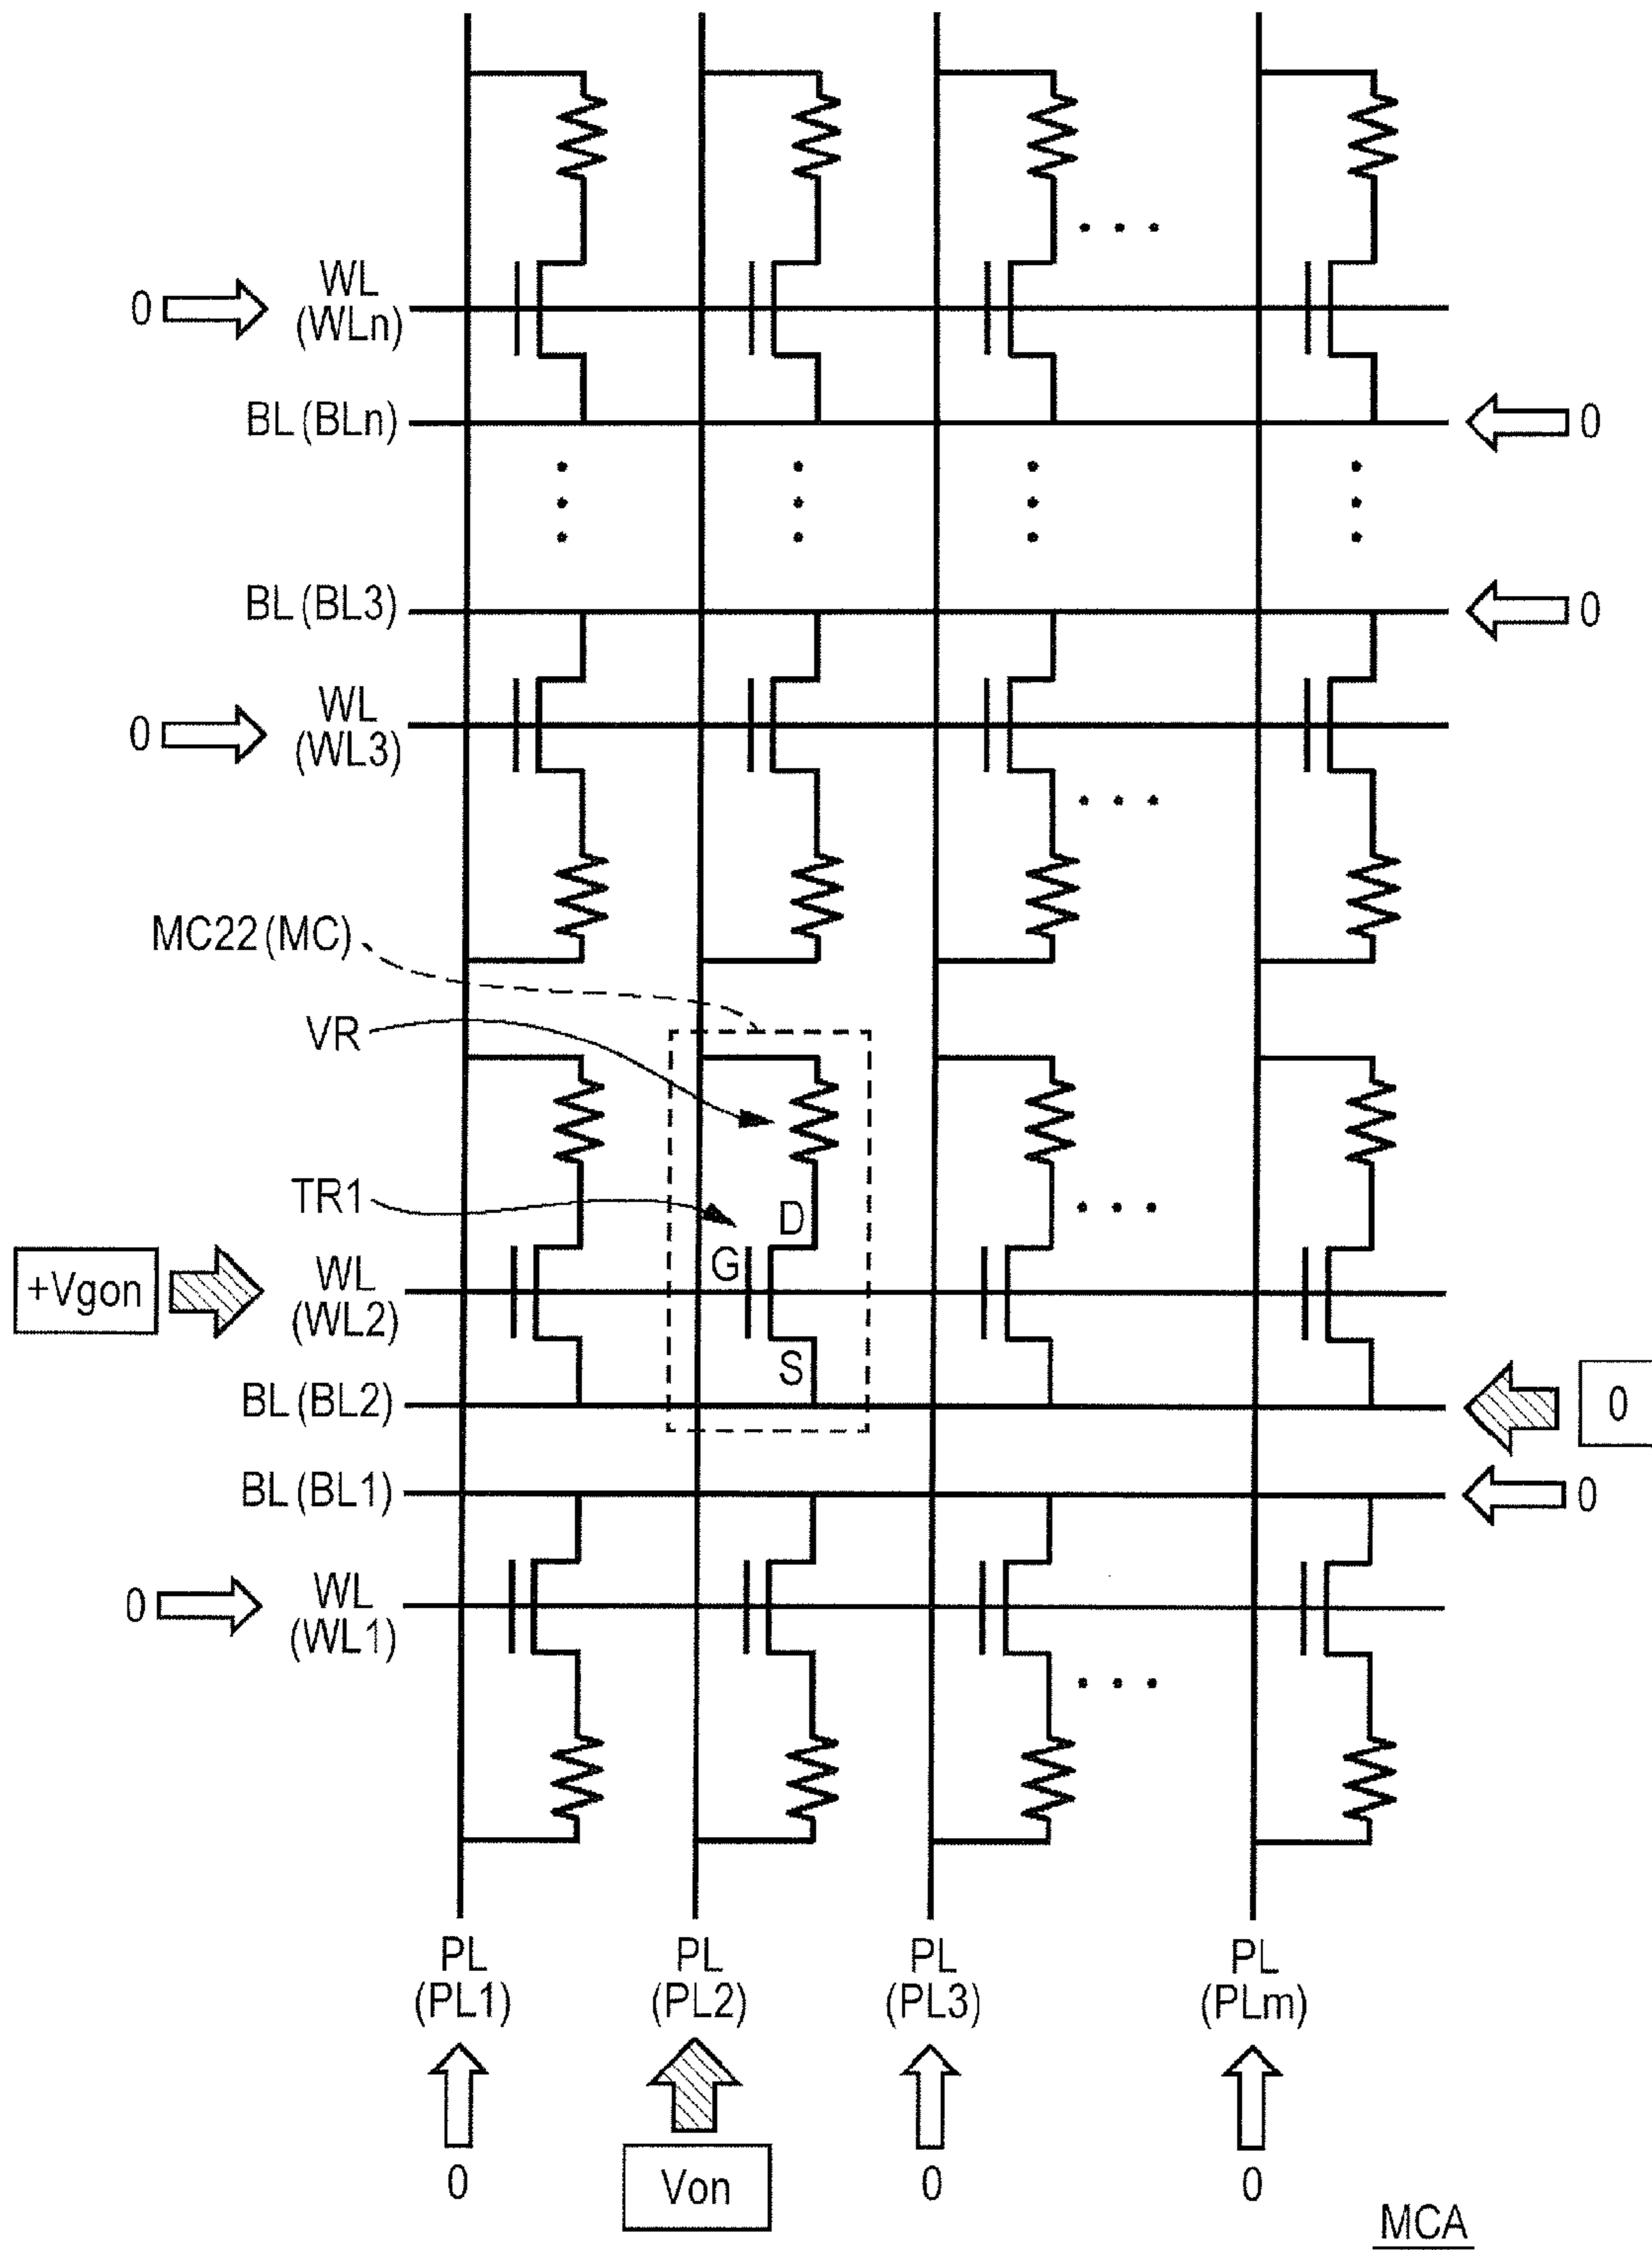 WL
0
(WLn)
BL (BLn)
0
BL (BL3)
0
WL
0
(WL3)
MC22 (MC)
VR
TR1
D
G
+Vgon
WL
(WL2)
S
BL (BL2)
0
BL (BL1)
0
WL
0
(WL1)
PL
(PL1)
PL
(PL2)
PL
(PL3)
PL
(PLm)
0
Von
0
0
MCA